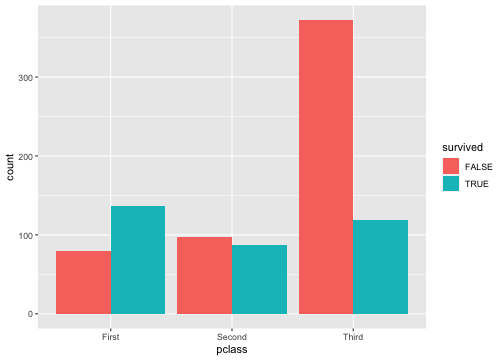 300
200
100
0
count
First
Second
Third
pclass
survived
FALSE
TRUE